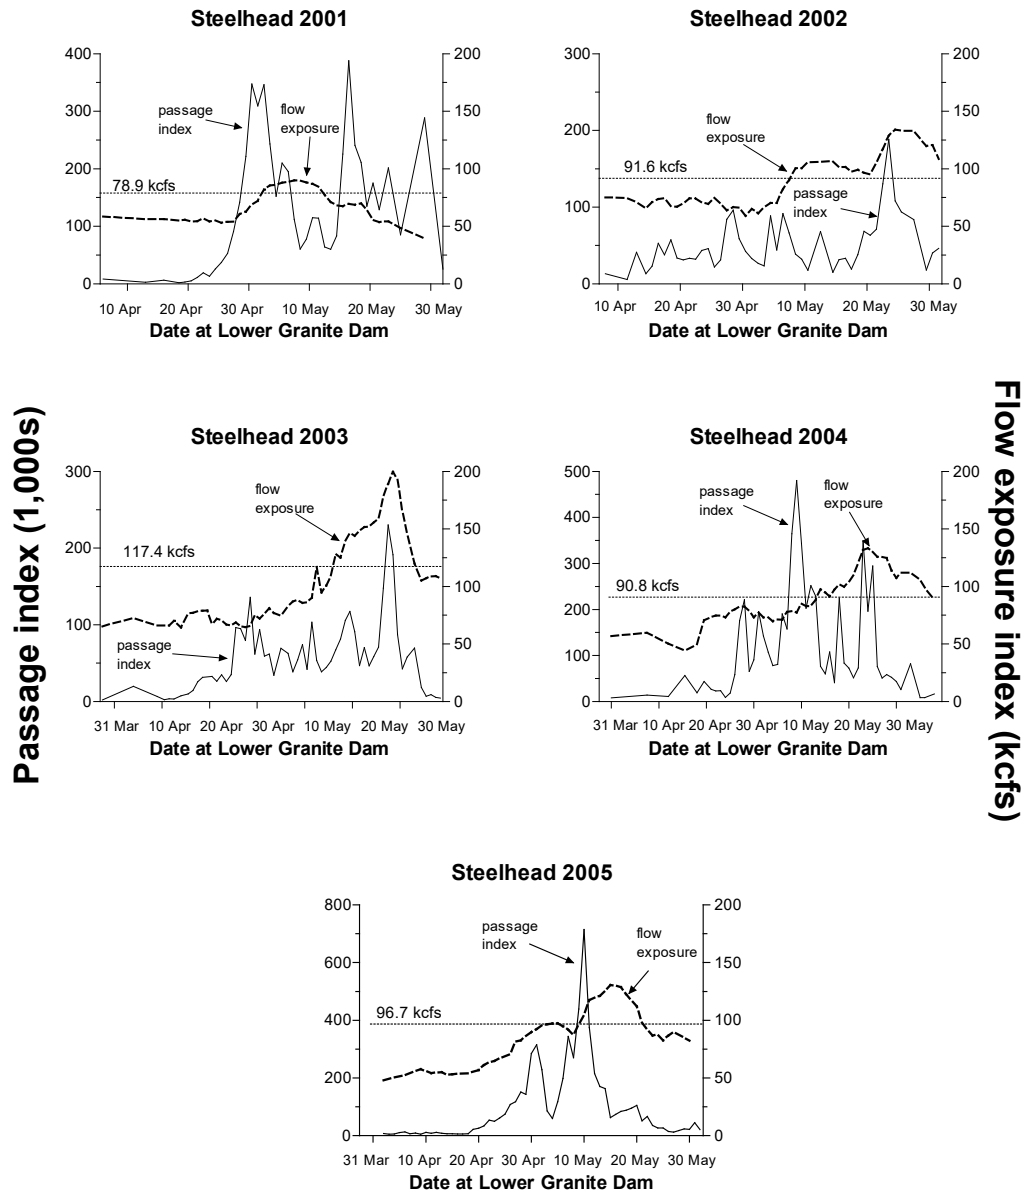 Steelhead 2001
400
300
200
100
0
200
150
100
50
0
passage
index
flow
exposure
78.9 kcfs
10 Apr 20 Apr 30 Apr 10 May 20 May 30 May
Date at Lower Granite Dam
Steelhead 2002
300
200
100
0
200
150
100
50
0
flow
exposure
91.6 kcfs
passage
index
10 Apr 20 Apr 30 Apr 10 May 20 May 30 May
Date at Lower Granite Dam
Passage index (1,000s)
Flow exposure index (kcfs)
Steelhead 2003
300
200
100
0
200
150
100
50
0
flow
exposure
117.4 kcfs
passage
index
31 Mar 10 Apr 20 Apr 30 Apr 10 May 20 May 30 May
Date at Lower Granite Dam
Steelhead 2004
500
400
300
200
100
0
200
150
100
50
0
passage
index
flow
exposure
90.8 kcfs
31 Mar 10 Apr 20 Apr 30 Apr 10 May 20 May 30 May
Date at Lower Granite Dam
Steelhead 2005
800
600
400
200
0
200
150
100
50
0
passage
index
flow
exposure
96.7 kcfs
31 Mar 10 Apr 20 Apr 30 Apr 10 May 20 May 30 May
Date at Lower Granite Dam